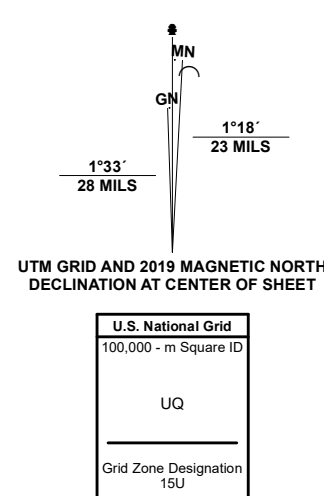 MN
GN
1°18´
23 MILS
1°33´
28 MILS
UTM GRID AND 2019 MAGNETIC NORTH
DECLINATION AT CENTER OF SHEET
U.S. National Grid
100,000 - m Square ID
UQ
Grid Zone Designation
15U